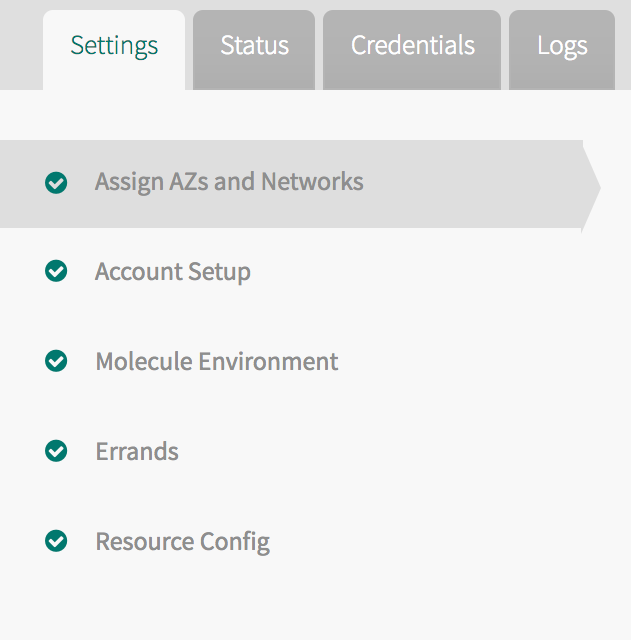 Settings Status Credentials Logs
Assign AZs and Networks
Account Setup
Molecule Environment
Errands
Resource Config